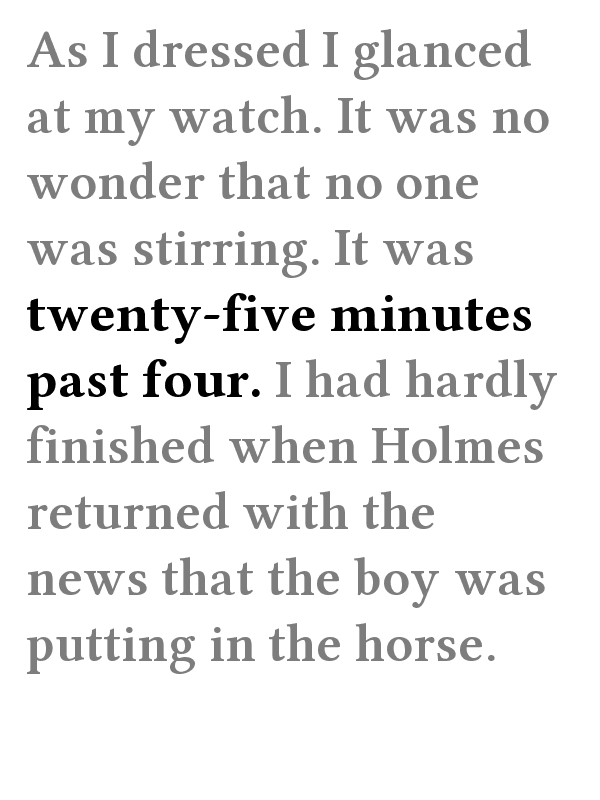 As I dressed I glanced
at my watch. It was no
wonder that no one
was stirring. It was
twenty-five minutes
past four. I had hardly
finished when Holmes
returned with the
news that the boy was
putting in the horse.